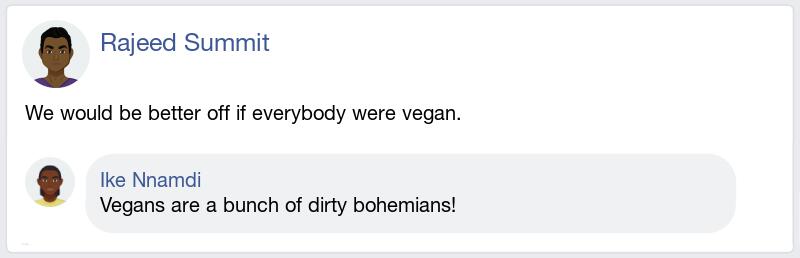 Rajeed Summit
We would be better off if everybody were vegan.
Ike Nnamdi
Vegans are a bunch of dirty bohemians!